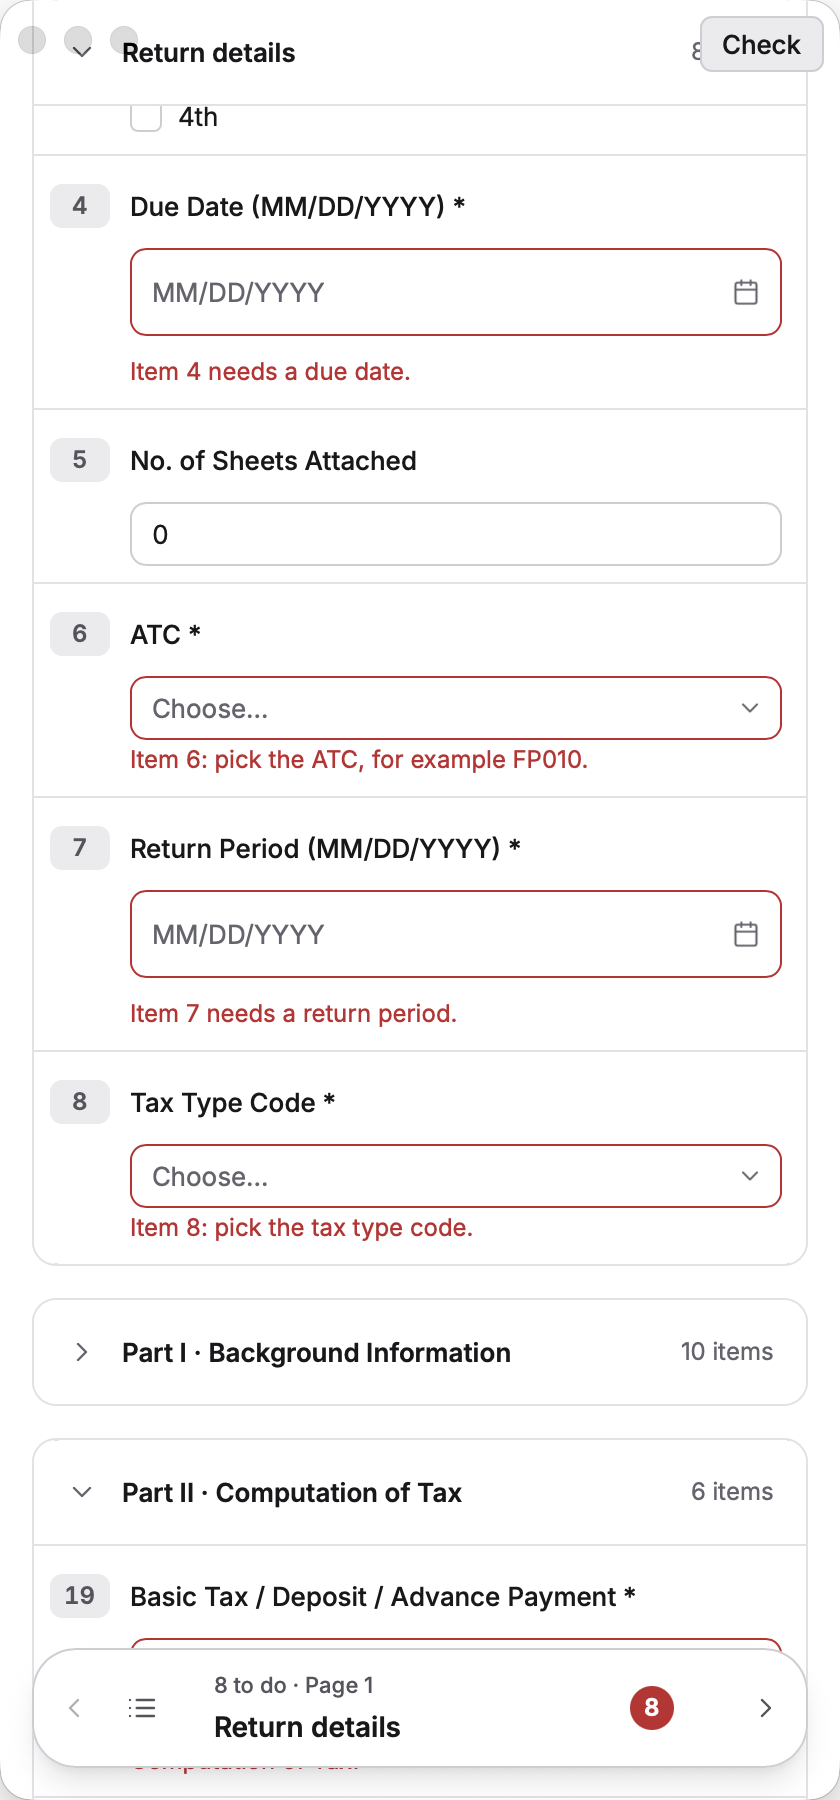 Return details
8
Check
4th
4
Due Date (MM/DD/YYYY) *
MM/DD/YYYY
Item 4 needs a due date.
5
No. of Sheets Attached
0
6
ATC *
Choose...
Item 6: pick the ATC, for example FP010.
7
Return Period (MM/DD/YYYY) *
MM/DD/YYYY
Item 7 needs a return period.
8
Tax Type Code *
Choose...
Item 8: pick the tax type code.
Part I · Background Information
10 items
Part II · Computation of Tax
6 items
19
Basic Tax / Deposit / Advance Payment *
8 to do · Page 1
Return details
8